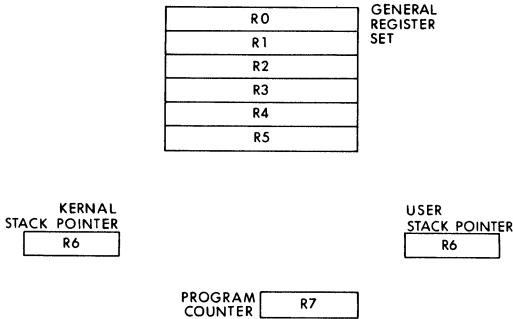 R0
GENERAL
REGISTER
SET
R1
R2
R3
R4
R5
KERNAL
STACK POINTER
R6
USER
STACK POINTER
R6
PROGRAM
COUNTER
R7